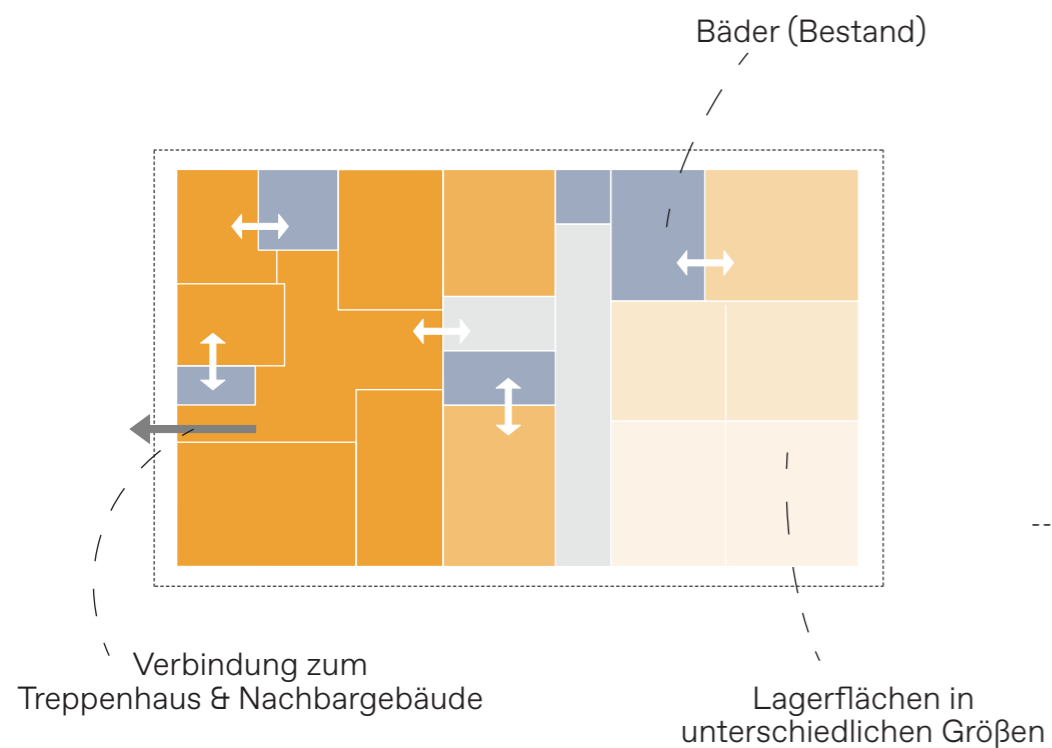 Bäder (Bestand)
Verbindung zum
Treppenhaus & Nachbargebäude
Lagerflächen in
unterschiedlichen Größen